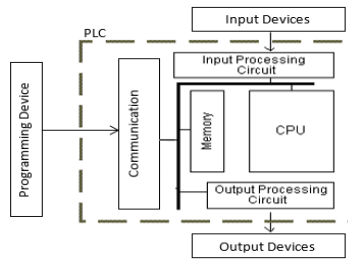 Input Devices
PLC
Input Processing
Circuit
Programming Device
Communication
Memory
CPU
Output Processing
Circuit
Output Devices